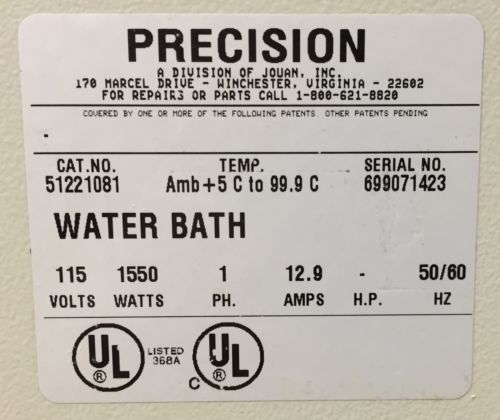 PRECISION
A DIVISION OF JOUAN, INC.
170 MARCEL DRIVE - WINCHESTER, VIRGINIA - 22602
FOR REPAIRS OR PARTS CALL 1-800-621-8820
COVERED BY ONE OR MORE OF THE FOLLOWING PATENTS. OTHER PATENTS PENDING
CAT.NO. TEMP. SERIAL NO.
51221081 Amb+5 C to 99.9 C 699071423
WATER BATH
115 1550 1 12.9 - 50/60
VOLTS WATTS PH. AMPS H.P. HZ
UL ® LISTED 368A C UL ®